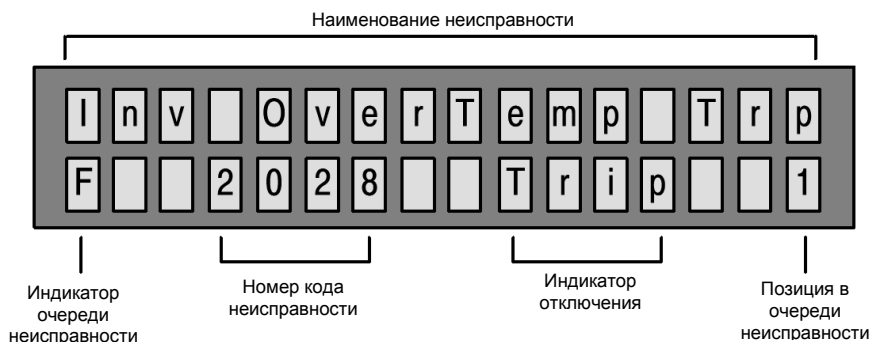 Наименование неисправности
Inv OverTemp Trp
F 2028 Trip 1
Индикатор
очереди
неисправности
Номер кода
неисправности
Индикатор
отключения
Позиция в
очереди
неисправности